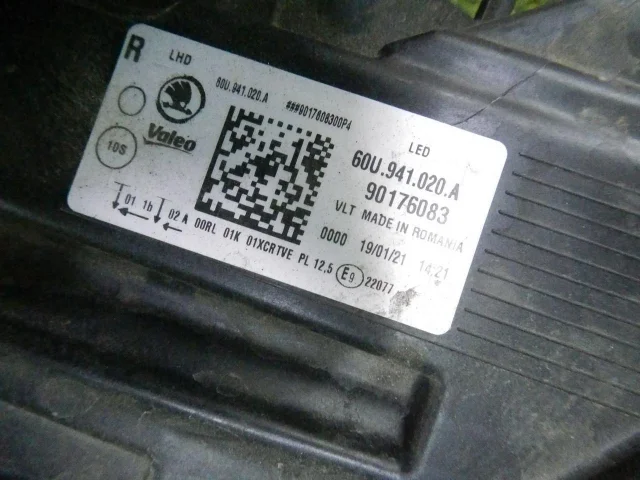 R LHD
60U.941.020.A ###9017608300P4
Valeo
10S
LED
60U.941.020.A
90176083
VLT MADE IN ROMANIA
0000 19/01/21 14:21
01 1b 02 A 00RL 01K 01XCRTVE PL 12,5 E9 22077